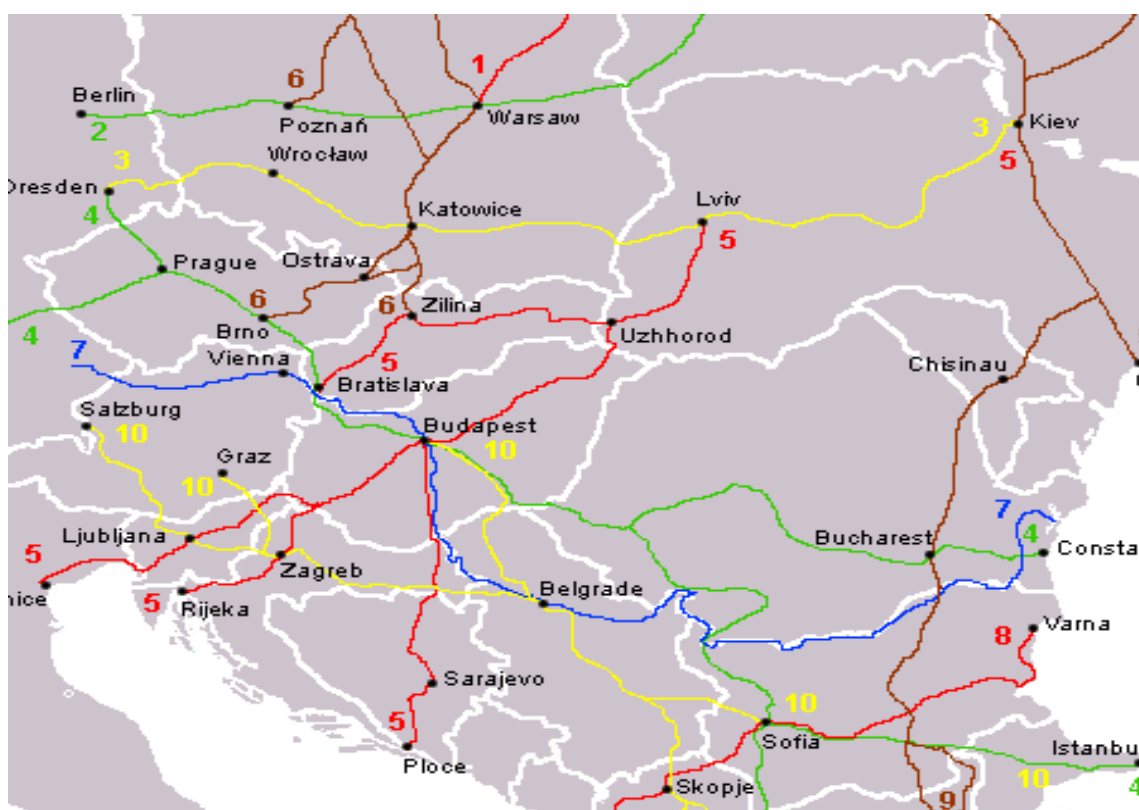 6
1
Berlin
2
Poznań
Warsaw
3
Kiev
5
3
Wrocław
Dresden
4
Katowice
Lviv
5
Prague
Ostrava
6
Brno
6
Zilina
Uzhhorod
4
7
Vienna
5
Bratislava
Chisinau
Salzburg
10
Budapest
10
Graz
10
7
Ljubljana
Bucharest
4
Consta
5
Zagreb
nice
5
Rijeka
Belgrade
8
Varna
Sarajevo
5
10
Sofia
Ploce
Istanbu
10
4
Skopje
9